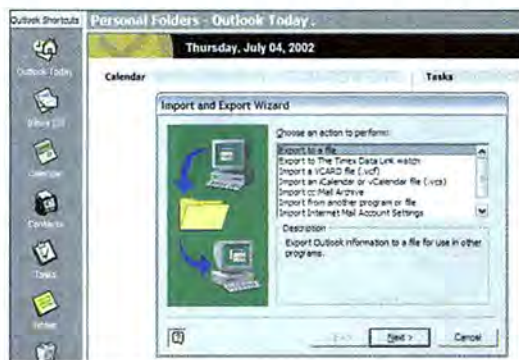 Outlook Shortcuts
Personal Folders - Outlook Today .
Thursday, July 04, 2002
Outlook Today
Calendar
Tasks
Import and Export Wizard
Choose an action to perform:
Export to a file
Export to The Timex Data Link watch
Import a VCARD file (.vcf)
Import an iCalendar or vCalendar file (.vcs)
Import cc:Mail Archive
Import from another program or file
Import Internet Mail Account Settings
Description
Export Outlook information to a file for use in other
programs.
Calendar
Contacts
Tasks
Next >
Cancel